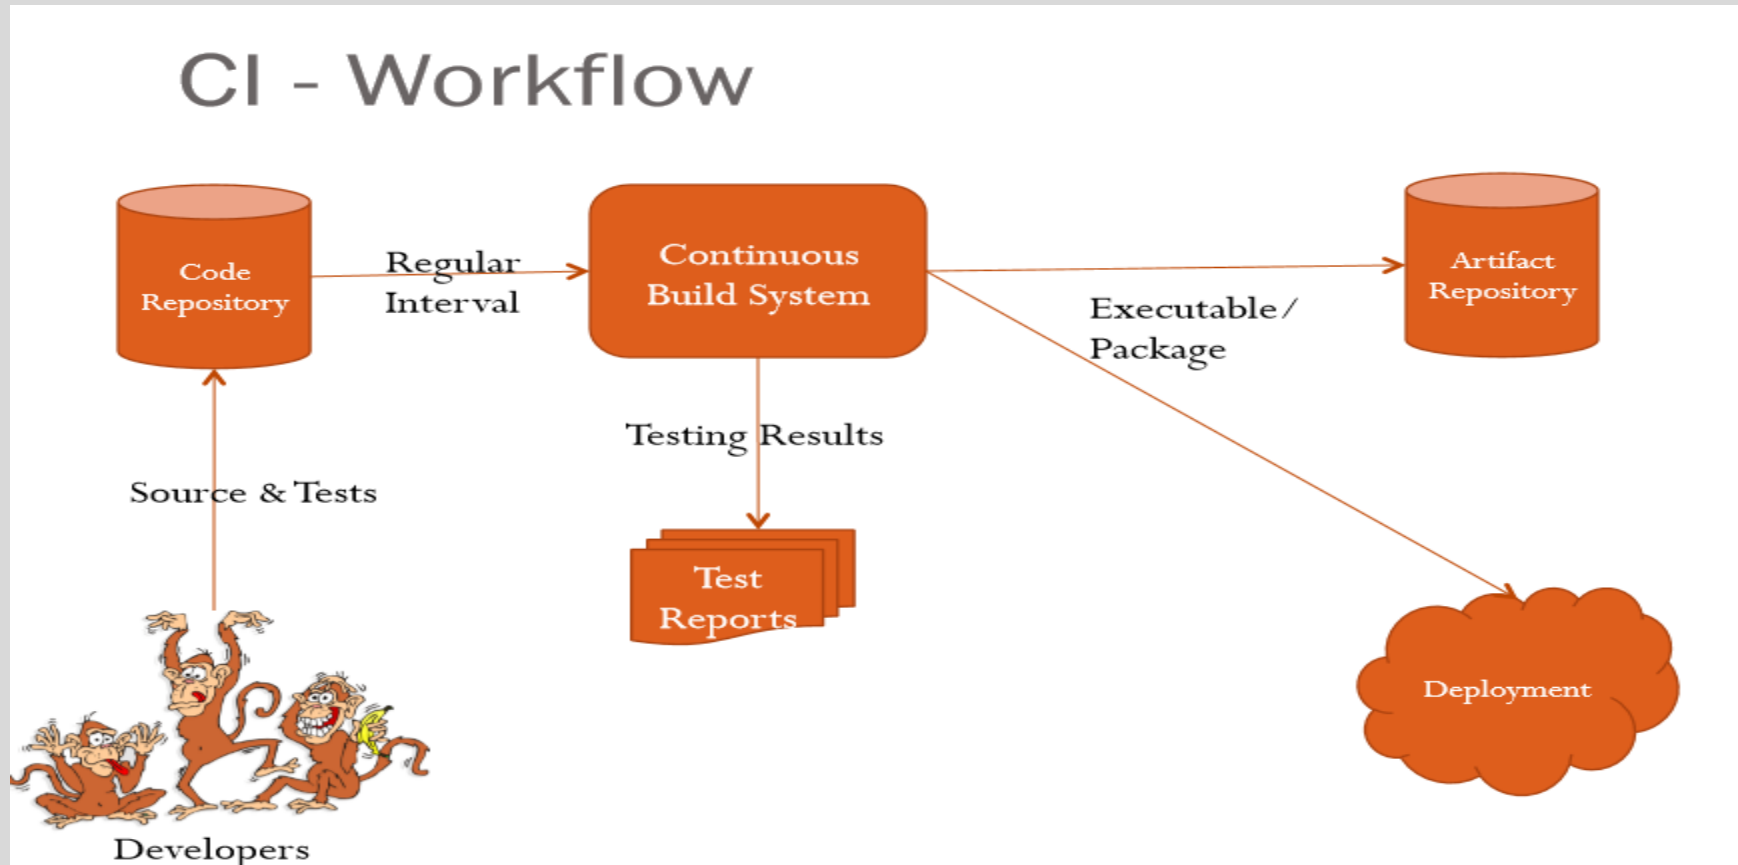 CI - Workflow
Code
Repository
Regular
Interval
Continuous
Build System
Executable/
Package
Artifact
Repository
Testing Results
Source & Tests
Test
Reports
Deployment
Developers